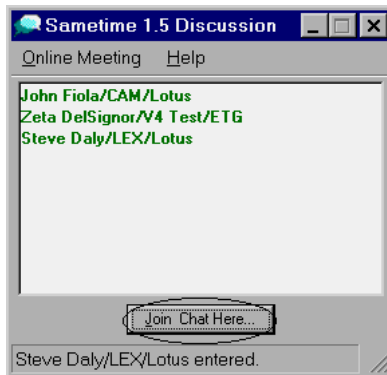 Sametime 1.5 Discussion
Online Meeting Help
John Fiola/CAM/Lotus
Zeta DelSignor/V4 Test/ETG
Steve Daly/LEX/Lotus
Join Chat Here...
Steve Daly/LEX/Lotus entered.